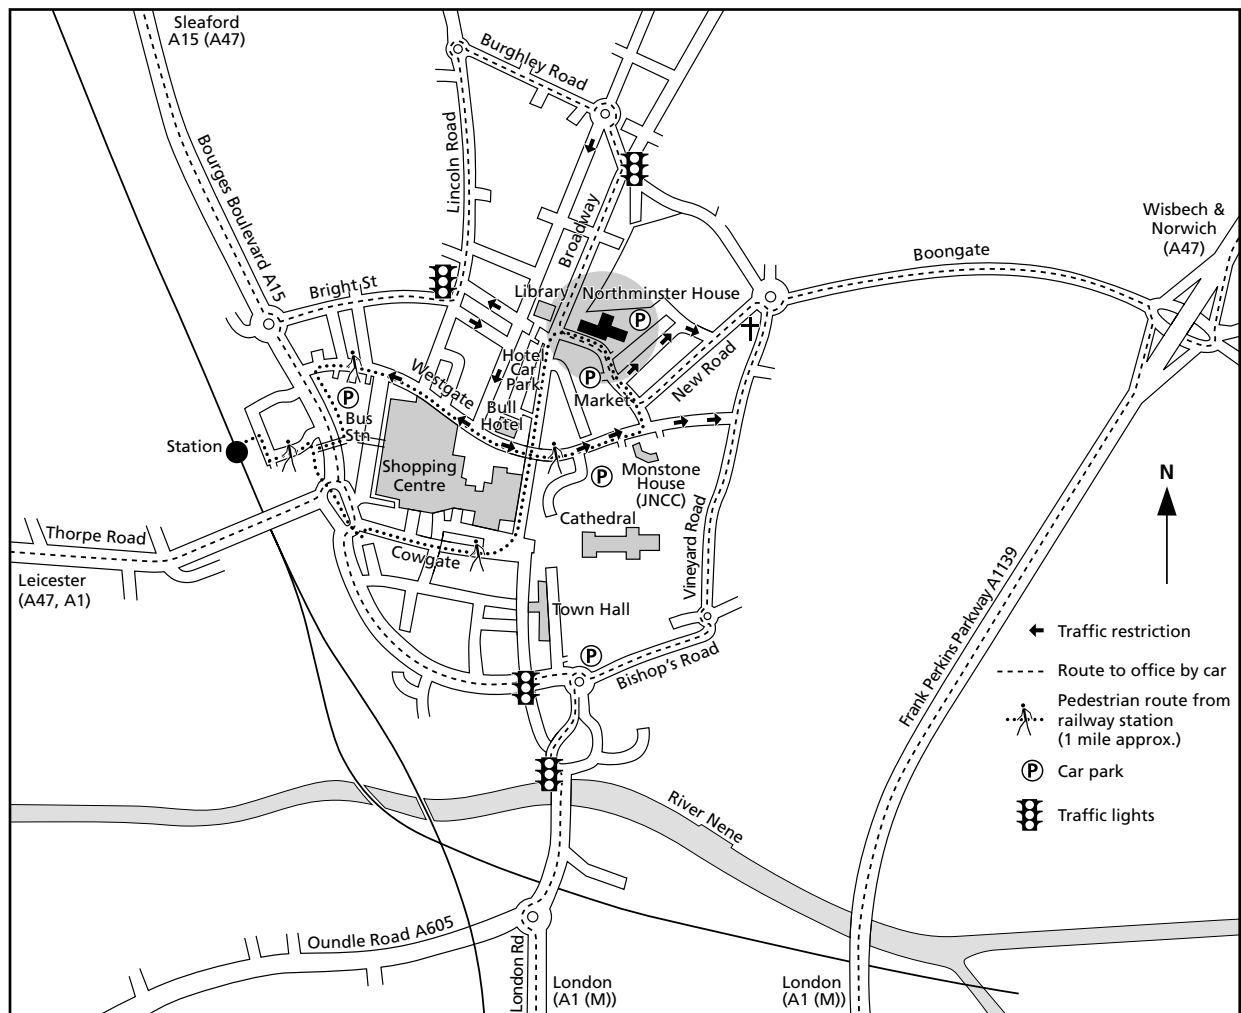 Sleaford
A15 (A47)
Burghley Road
Bourges Boulevard A15
Lincoln Road
Broadway
Wisbech &
Norwich
(A47)
Boongate
Bright St
Library
Northminster House
P
Hotel
Car
Park
Westgate
P
Market
New Road
P
Bus
Stn
Bull
Hotel
Station
Shopping
Centre
P
Monstone
House
(JNCC)
N
Thorpe Road
Cathedral
Cowgate
Vineyard Road
Leicester
(A47, A1)
Town Hall
P
Bishop's Road
Frank Perkins Parkway A1139
Traffic restriction
Route to office by car
Pedestrian route from
railway station
(1 mile approx.)
P
Car park
Traffic lights
River Nene
Oundle Road A605
London Rd
London
(A1 (M))
London
(A1 (M))